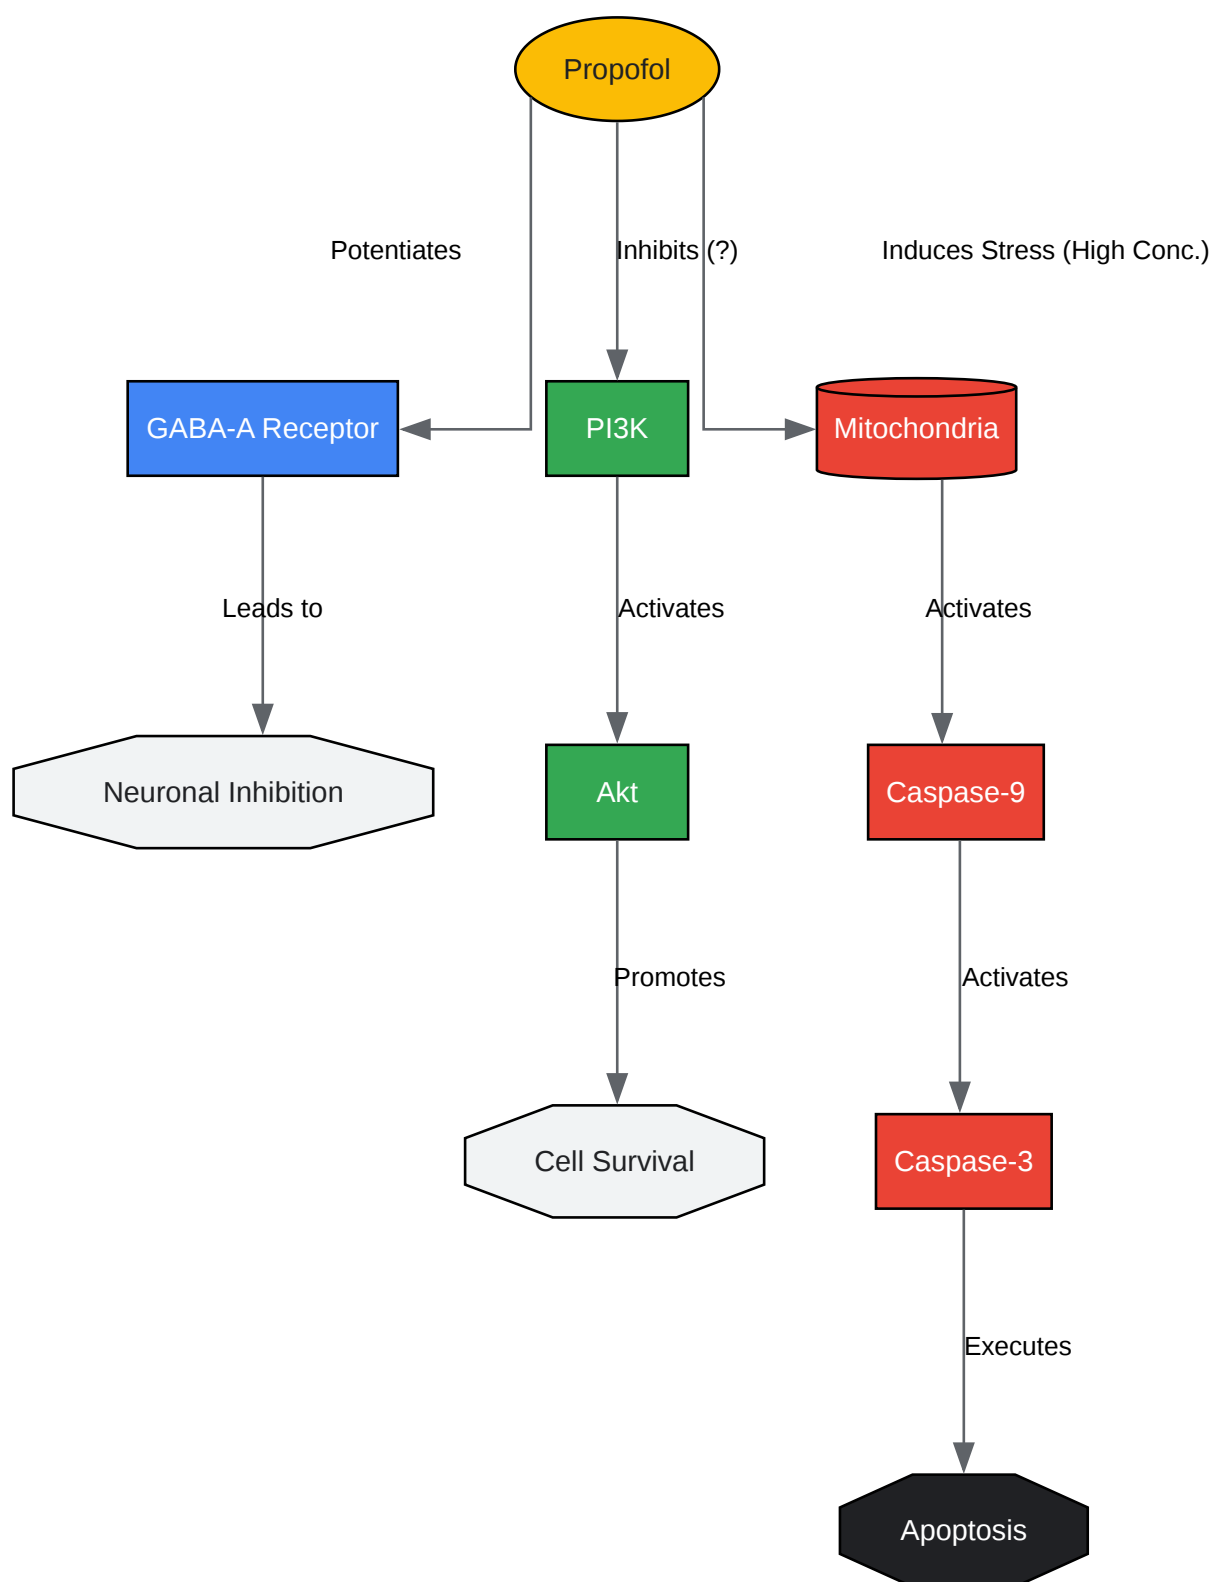 Propofol
Potentiates
Inhibits (?)
Induces Stress (High Conc.)
GABA-A Receptor
PI3K
Mitochondria
Leads to
Activates
Activates
Neuronal Inhibition
Akt
Caspase-9
Promotes
Activates
Cell Survival
Caspase-3
Executes
Apoptosis